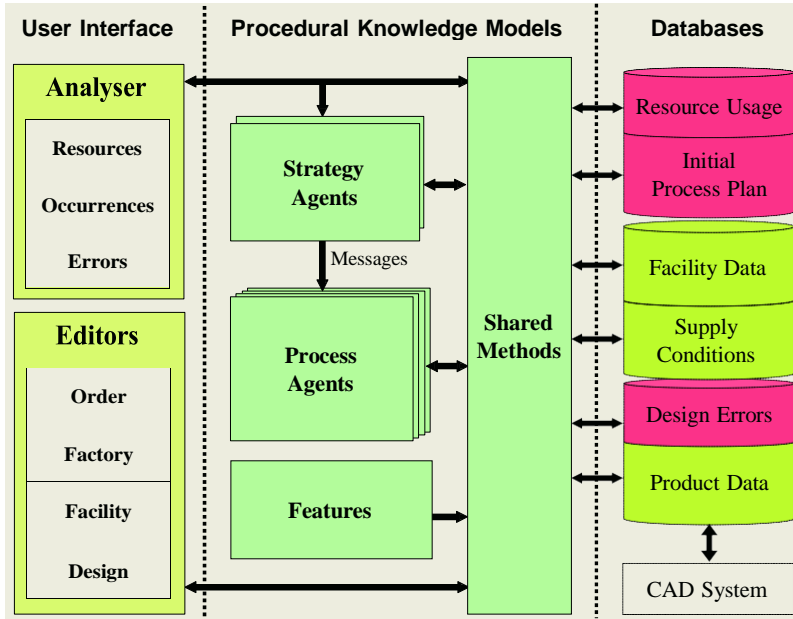 User Interface
Procedural Knowledge Models
Databases
Analyser
Resources
Occurrences
Errors
Editors
Order
Factory
Facility
Design
Strategy
Agents
Messages
Process
Agents
Features
Shared
Methods
Resource Usage
Initial
Process Plan
Facility Data
Supply
Conditions
Design Errors
Product Data
CAD System